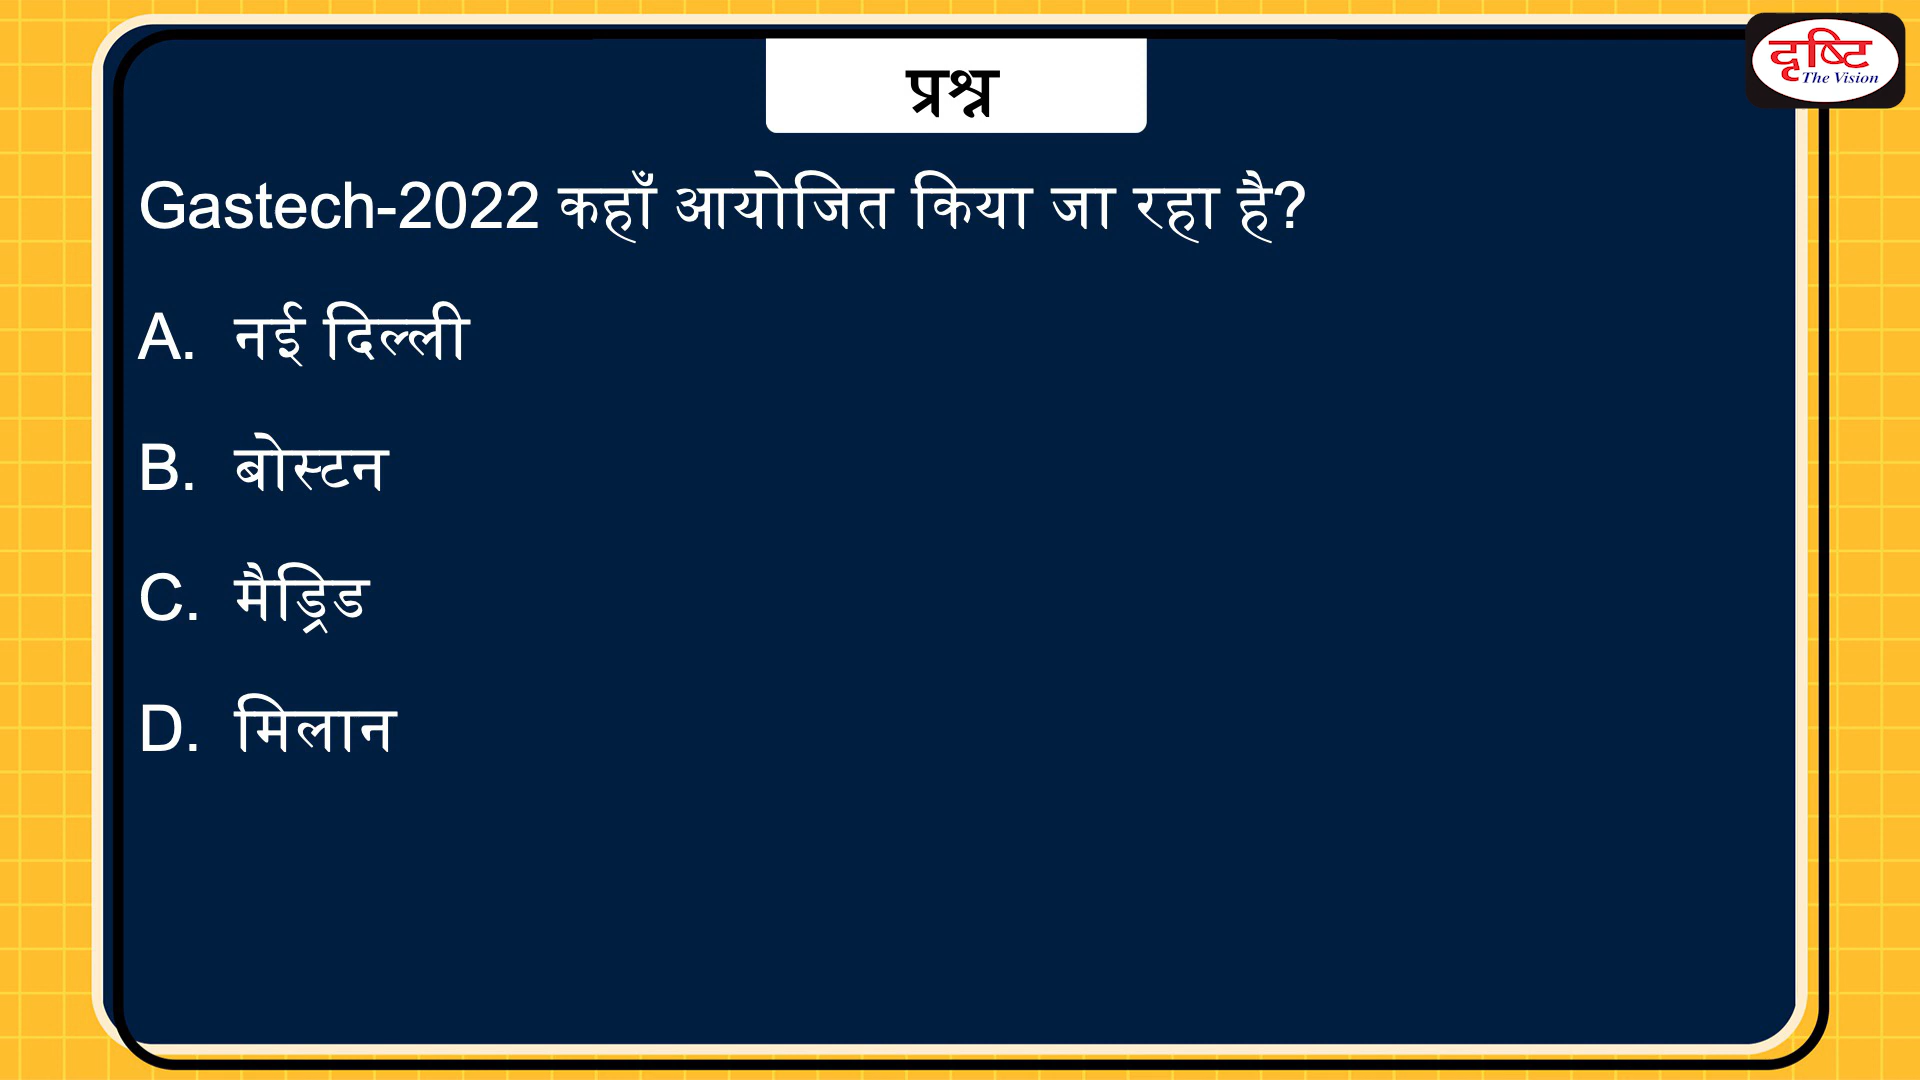 दृष्टि
The Vision
प्रश्न
Gastech-2022 कहाँ आयोजित किया जा रहा है?
A. नई दिल्ली
B. बोस्टन
C. मैड्रिड
D. मिलान